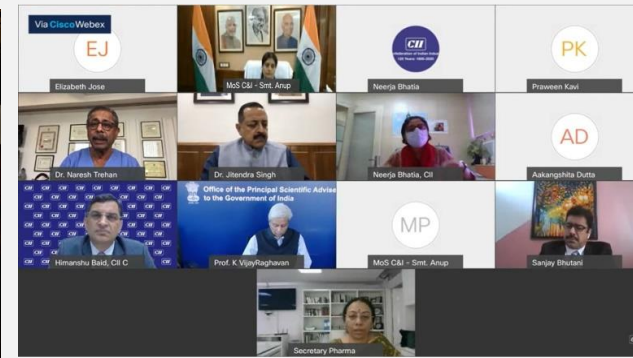 Via Cisco Webex
EJ
Elizabeth Jose
MoS C&I - Smt. Anup
CII
Neerja Bhatia
PK
Praween Kavi
Dr. Naresh Trehan
Dr. Jitendra Singh
Neerja Bhatia, CII
AD
Aakangshita Dutta
Himanshu Baid, CII C
Office of the Principal Scientific Advise
to the Government of India
Prof. K VijayRaghavan
MP
MoS C&I - Smt. Anup
Sanjay Bhutani
Secretary Pharma